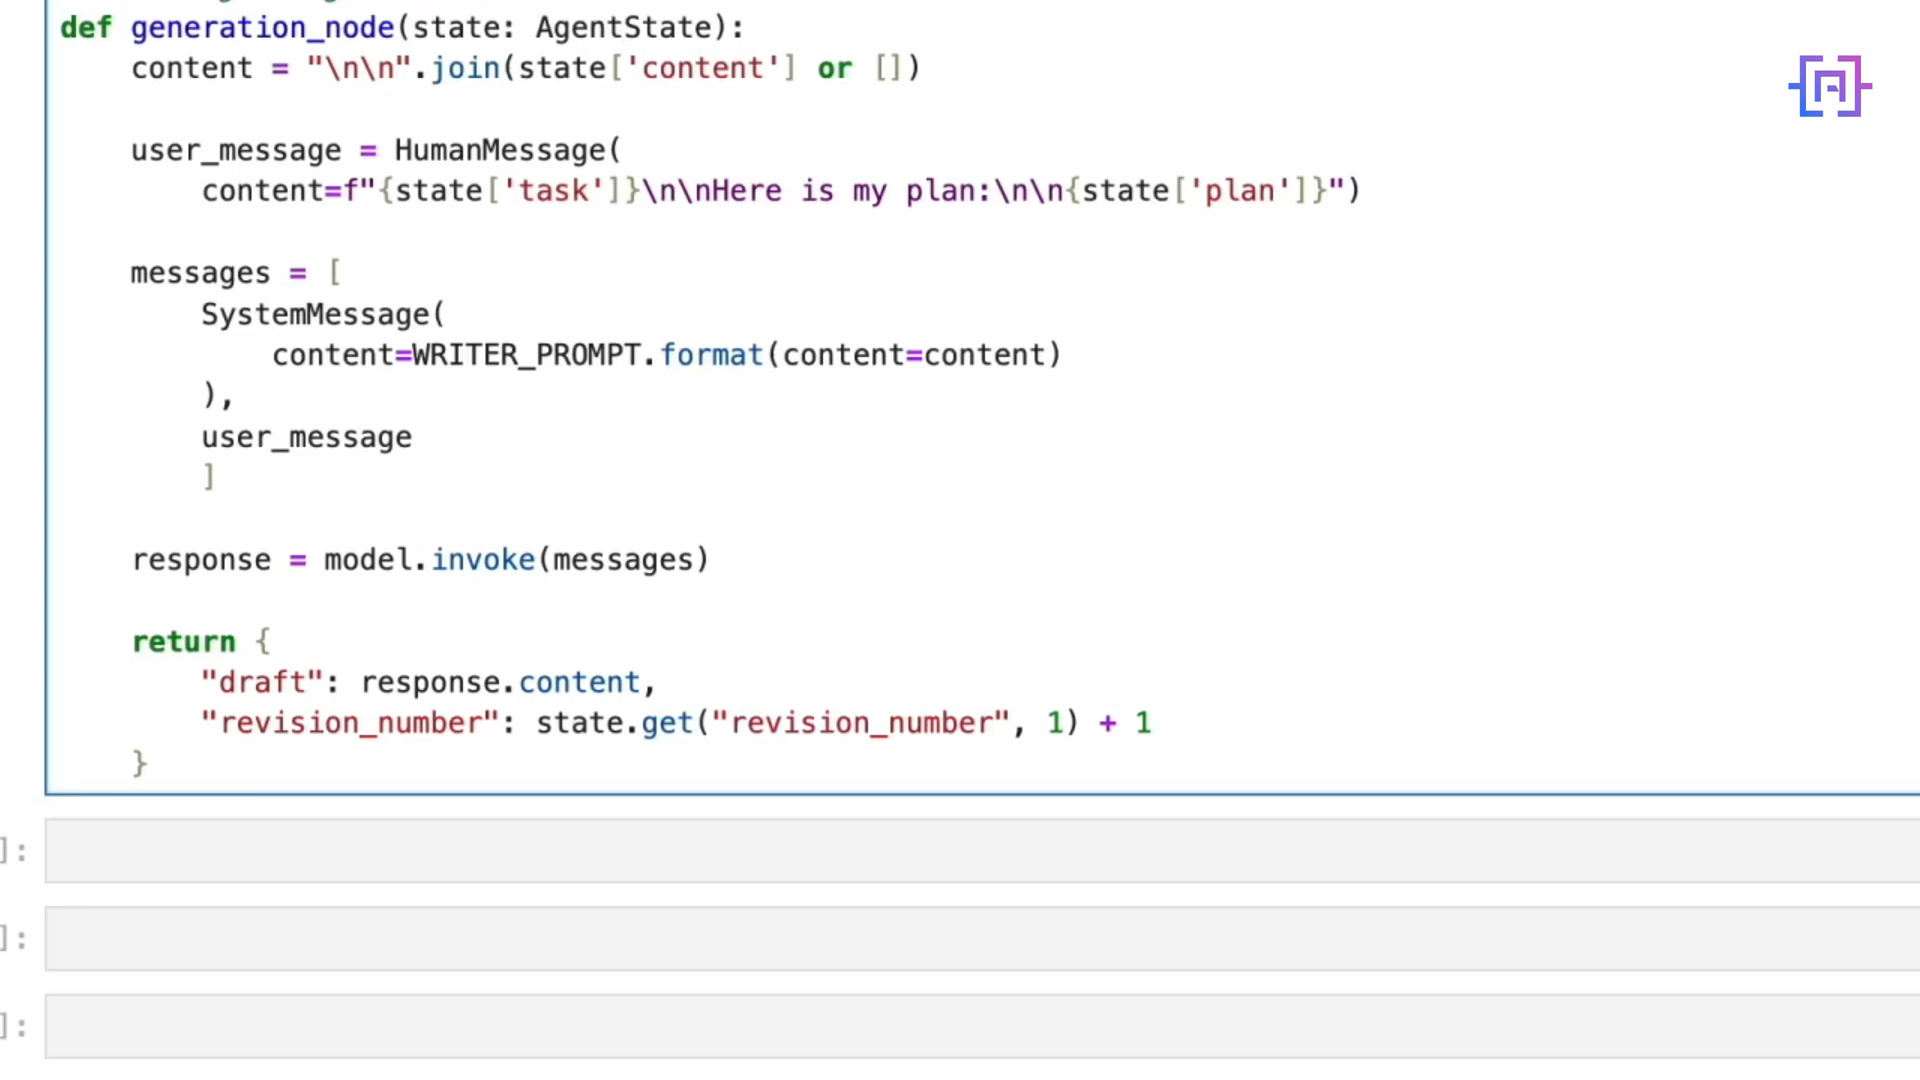 def generation_node(state: AgentState):
    content = "\n\n".join(state['content'] or [])
    user_message = HumanMessage(
        content=f"{state['task']}\n\nHere is my plan:\n\n{state['plan']}")
    messages = [
        SystemMessage(
            content=WRITER_PROMPT.format(content=content)
        ),
        user_message
        ]
    response = model.invoke(messages)
    return {
        "draft": response.content,
        "revision_number": state.get("revision_number", 1) + 1
    }
]:
]:
]: